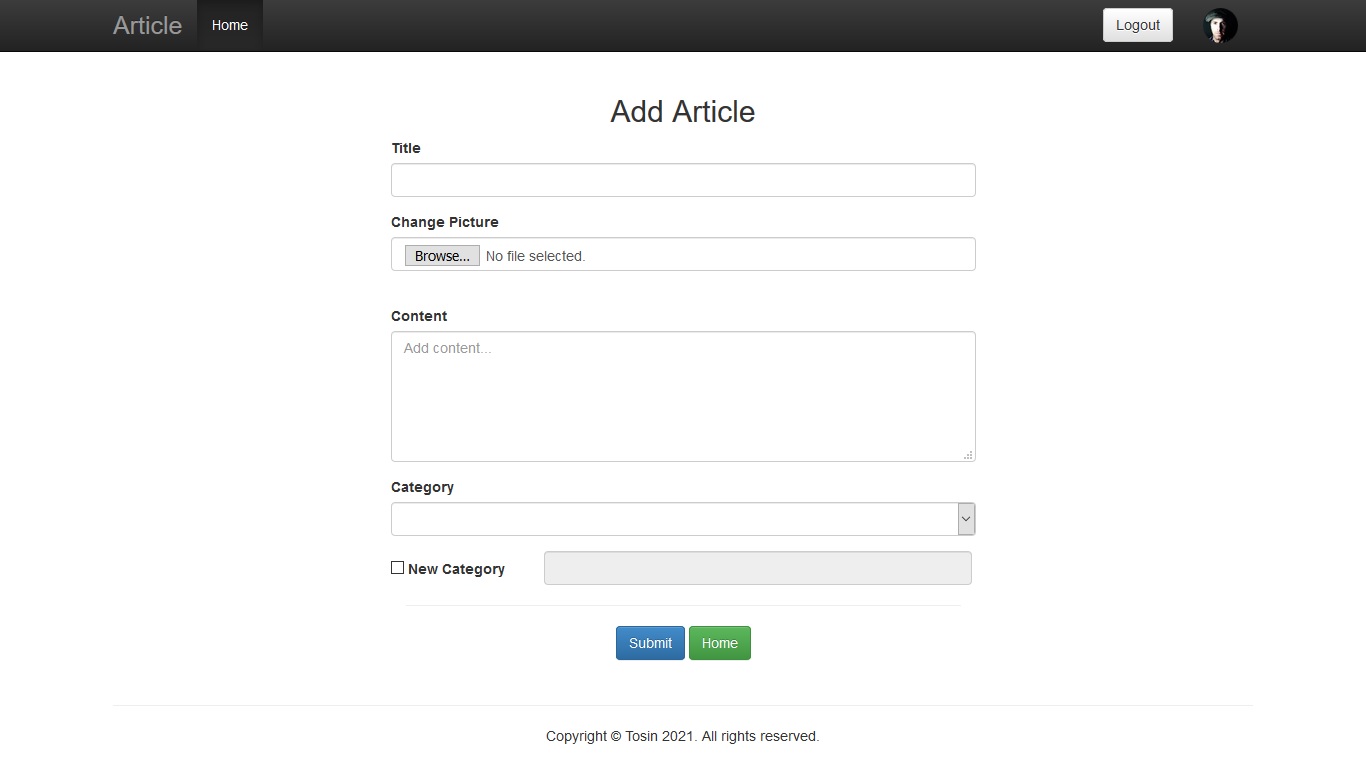 Article Home Logout
Add Article
Title
Change Picture
Browse... No file selected.
Content
Add content...
Category
New Category
Submit Home
Copyright © Tosin 2021. All rights reserved.